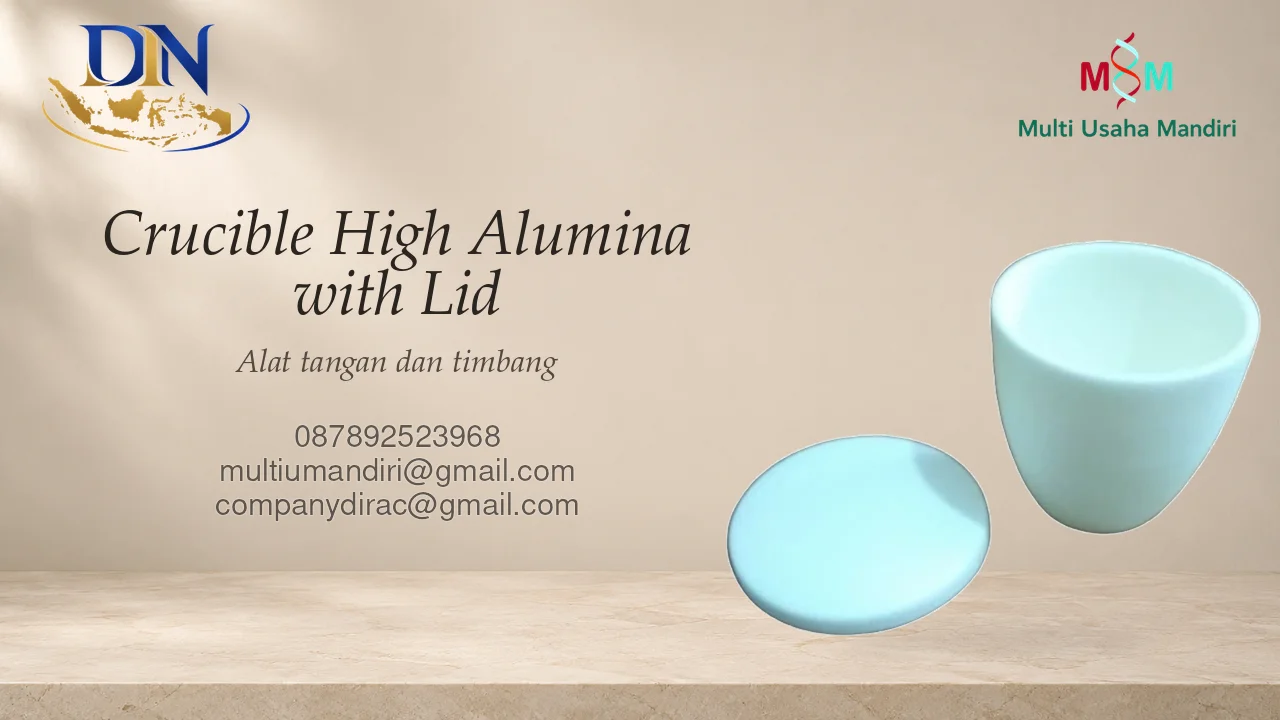 DN
M M
Multi Usaha Mandiri
Crucible High Alumina
with Lid
Alat tangan dan timbang
087892523968
multiumandiri@gmail.com
companydirac@gmail.com